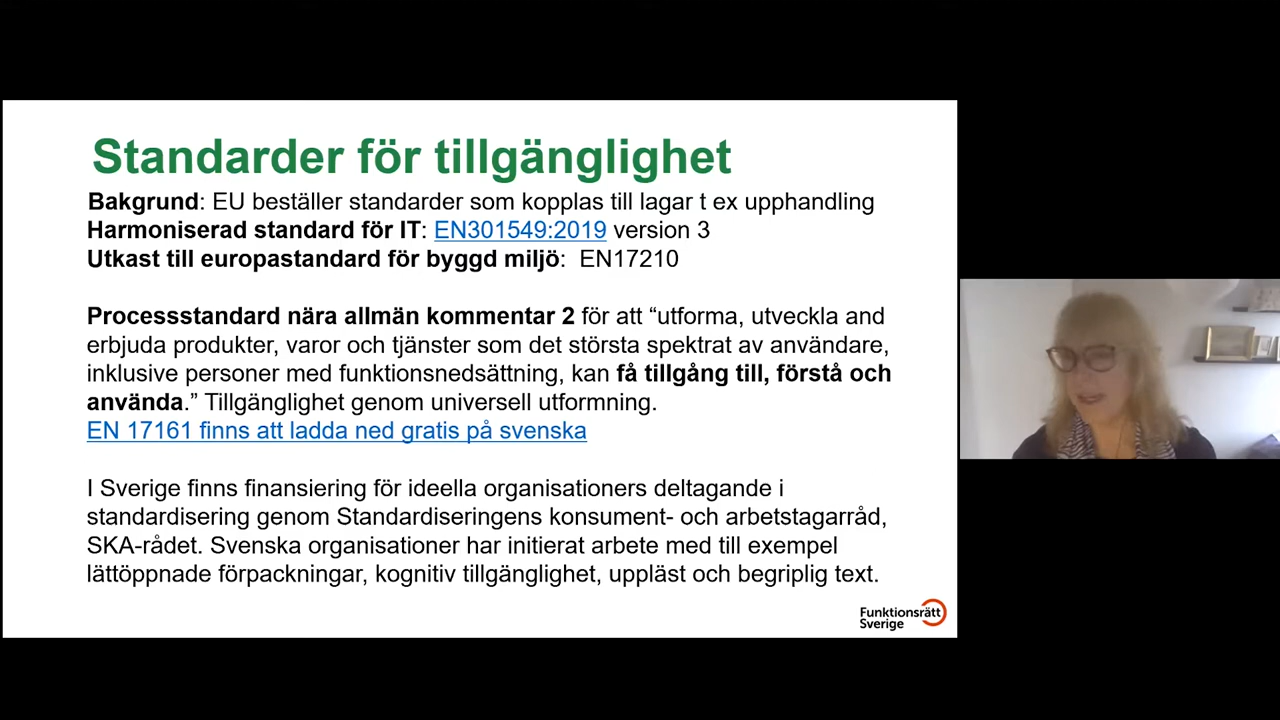 Standarder för tillgänglighet
Bakgrund: EU beställer standarder som kopplas till lagar t ex upphandling
Harmoniserad standard för IT: EN301549:2019 version 3
Utkast till europastandard för byggd miljö:  EN17210
Processstandard nära allmän kommentar 2 för att “utforma, utveckla and
erbjuda produkter, varor och tjänster som det största spektrat av användare,
inklusive personer med funktionsnedsättning, kan få tillgång till, förstå och
använda.” Tillgänglighet genom universell utformning.
EN 17161 finns att ladda ned gratis på svenska
I Sverige finns finansiering för ideella organisationers deltagande i
standardisering genom Standardiseringens konsument- och arbetstagarråd,
SKA-rådet. Svenska organisationer har initierat arbete med till exempel
lättöppnade förpackningar, kognitiv tillgänglighet, uppläst och begriplig text.
Funktionsrätt
Sverige